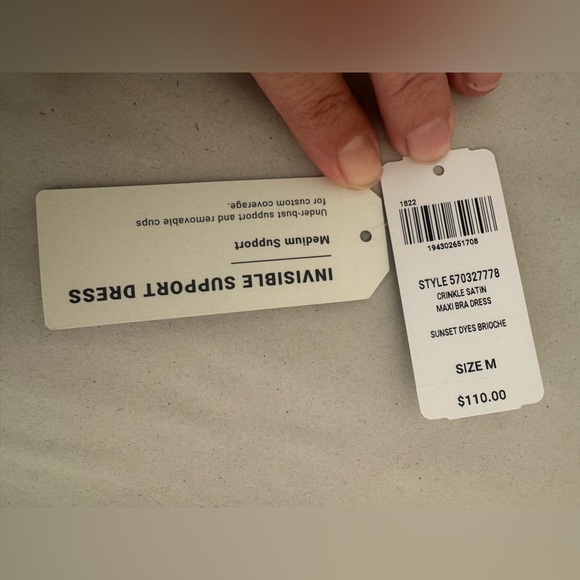 INVISIBLE SUPPORT DRESS
Medium Support
Under-bust support and removable cups
for custom coverage.
1822
194302651708
STYLE 570327778
CRINKLE SATIN
MAXI BRA DRESS
SUNSET DYES BRIOCHE
SIZE M
$110.00